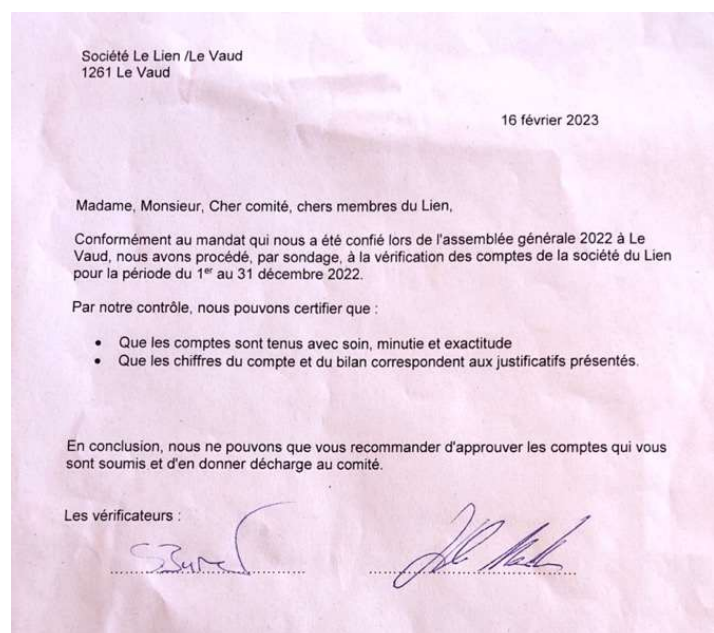 Société Le Lien /Le Vaud
1261 Le Vaud
16 février 2023
Madame, Monsieur, Cher comité, chers membres du Lien,
Conformément au mandat qui nous a été confié lors de l'assemblée générale 2022 à Le
Vaud, nous avons procédé, par sondage, à la vérification des comptes de la société du Lien
pour la période du 1er au 31 décembre 2022.
Par notre contrôle, nous pouvons certifier que :
• Que les comptes sont tenus avec soin, minutie et exactitude
• Que les chiffres du compte et du bilan correspondent aux justificatifs présentés.
En conclusion, nous ne pouvons que vous recommander d'approuver les comptes qui vous
sont soumis et d'en donner décharge au comité.
Les vérificateurs :